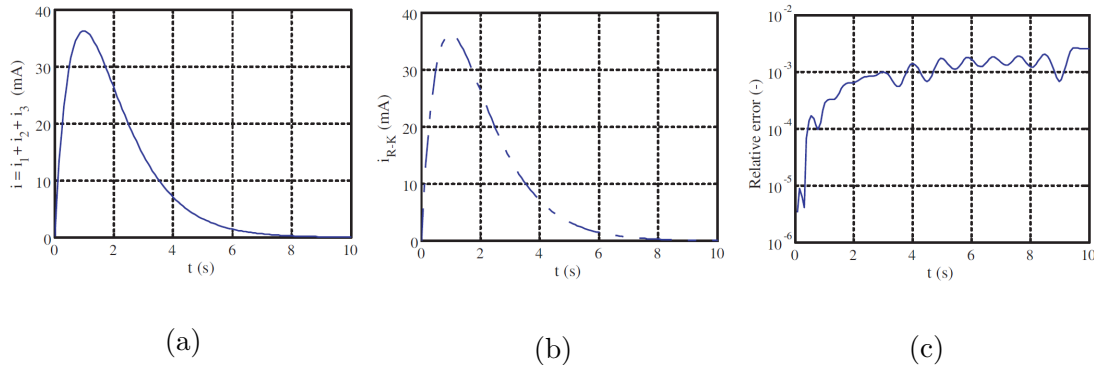 i = i1 + i2 + i3 (mA)
40
30
20
10
0
0 2 4 6 8 10
t (s)
(a)
iR-K (mA)
40
30
20
10
0
0 2 4 6 8 10
t (s)
(b)
Relative error (-)
10-2
10-3
10-4
10-5
10-6
0 2 4 6 8 10
t (s)
(c)